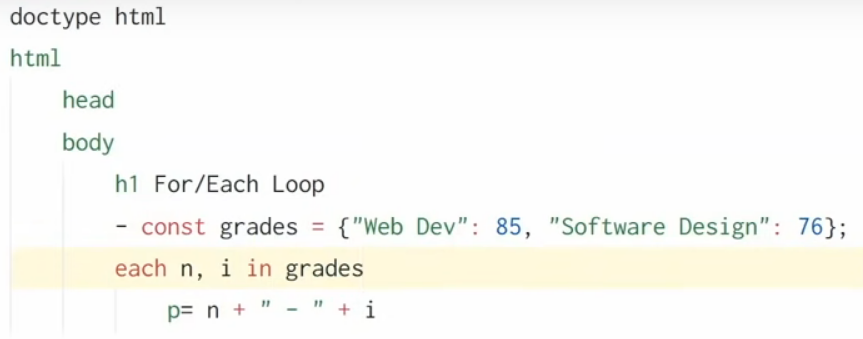 doctype html
html
head
body
h1 For/Each Loop
- const grades = {"Web Dev": 85, "Software Design": 76};
each n, i in grades
p= n + " - " + i